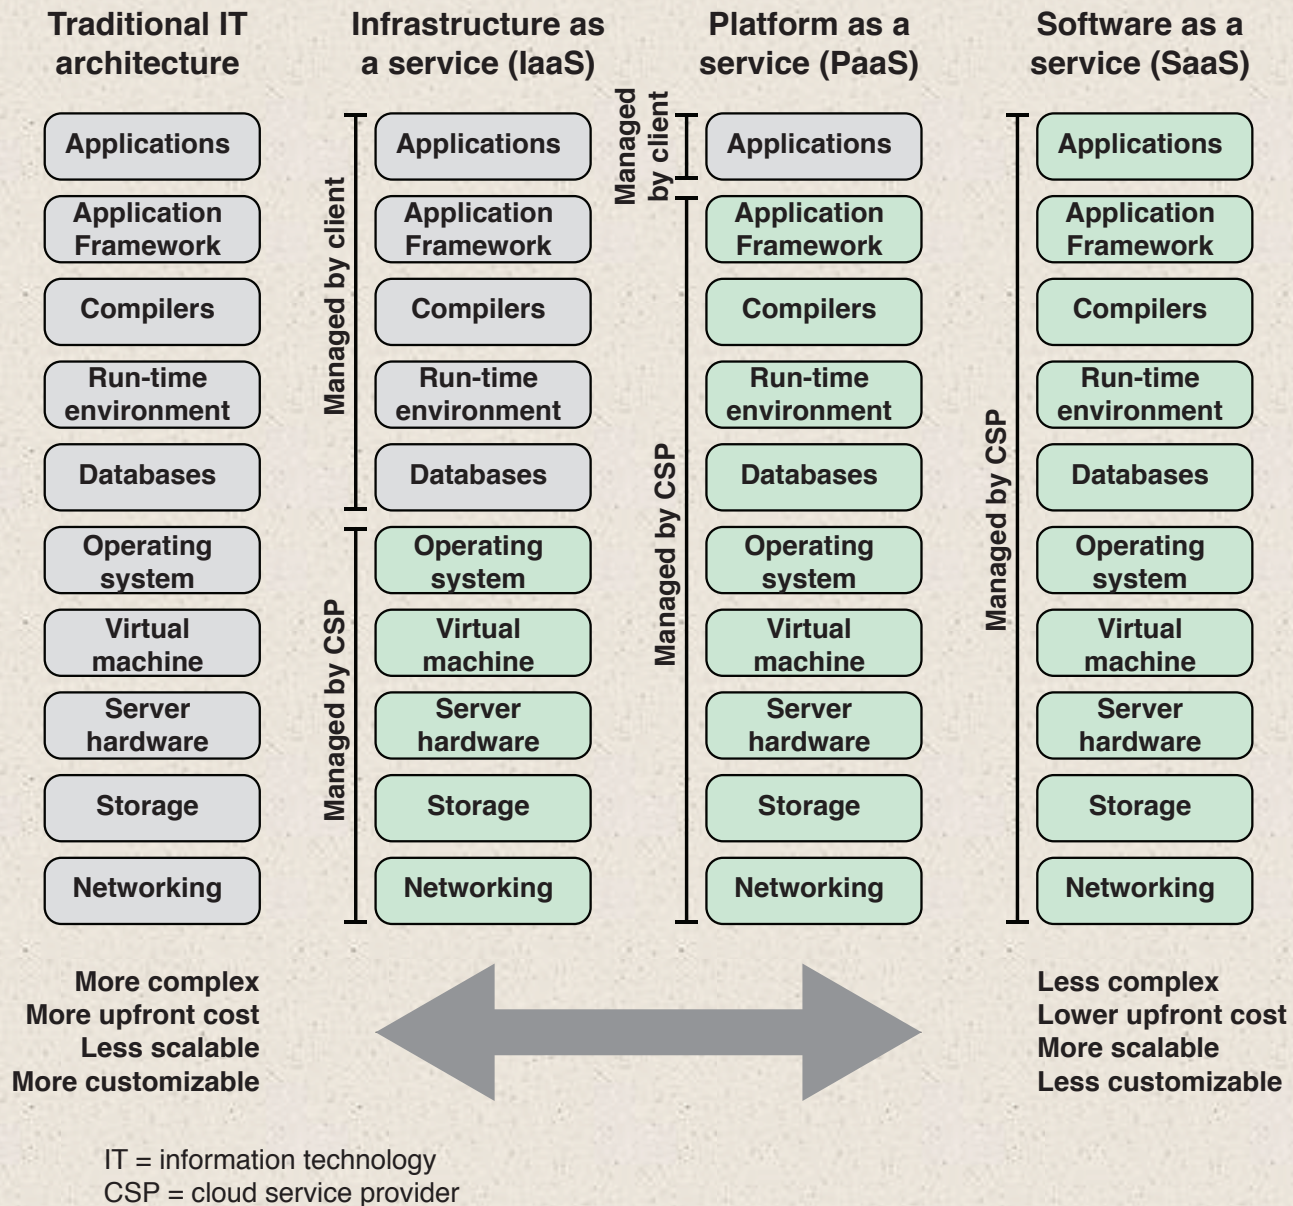 Traditional IT
architecture
Applications
Application
Framework
Compilers
Run-time
environment
Databases
Operating
system
Virtual
machine
Server
hardware
Storage
Networking
Infrastructure as
a service (IaaS)
Managed by client
Managed by CSP
Applications
Application
Framework
Compilers
Run-time
environment
Databases
Operating
system
Virtual
machine
Server
hardware
Storage
Networking
Platform as a
service (PaaS)
Managed
by client
Managed by CSP
Applications
Application
Framework
Compilers
Run-time
environment
Databases
Operating
system
Virtual
machine
Server
hardware
Storage
Networking
Software as a
service (SaaS)
Managed by CSP
Applications
Application
Framework
Compilers
Run-time
environment
Databases
Operating
system
Virtual
machine
Server
hardware
Storage
Networking
More complex
More upfront cost
Less scalable
More customizable
Less complex
Lower upfront cost
More scalable
Less customizable
IT = information technology
CSP = cloud service provider